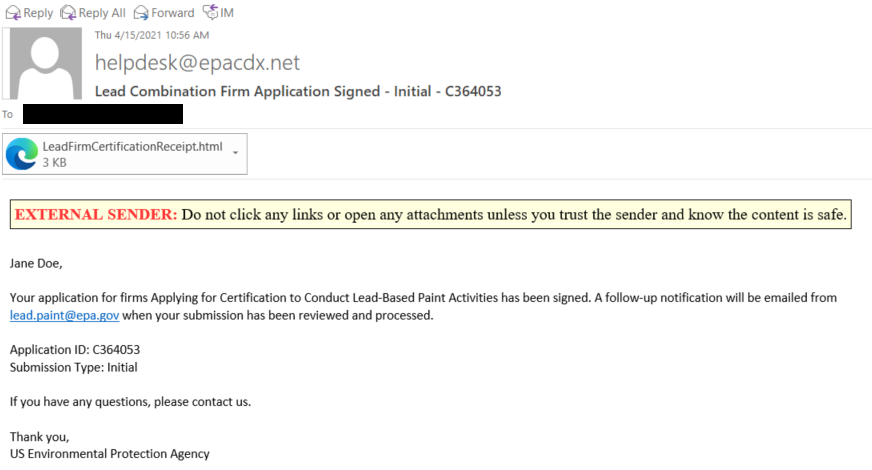 Reply Reply All Forward IM
Thu 4/15/2021 10:56 AM
helpdesk@epacdx.net
Lead Combination Firm Application Signed - Initial - C364053
To
LeadFirmCertificationReceipt.html
3 KB
EXTERNAL SENDER: Do not click any links or open any attachments unless you trust the sender and know the content is safe.
Jane Doe,
Your application for firms Applying for Certification to Conduct Lead-Based Paint Activities has been signed. A follow-up notification will be emailed from
lead.paint@epa.gov when your submission has been reviewed and processed.
Application ID: C364053
Submission Type: Initial
If you have any questions, please contact us.
Thank you,
US Environmental Protection Agency